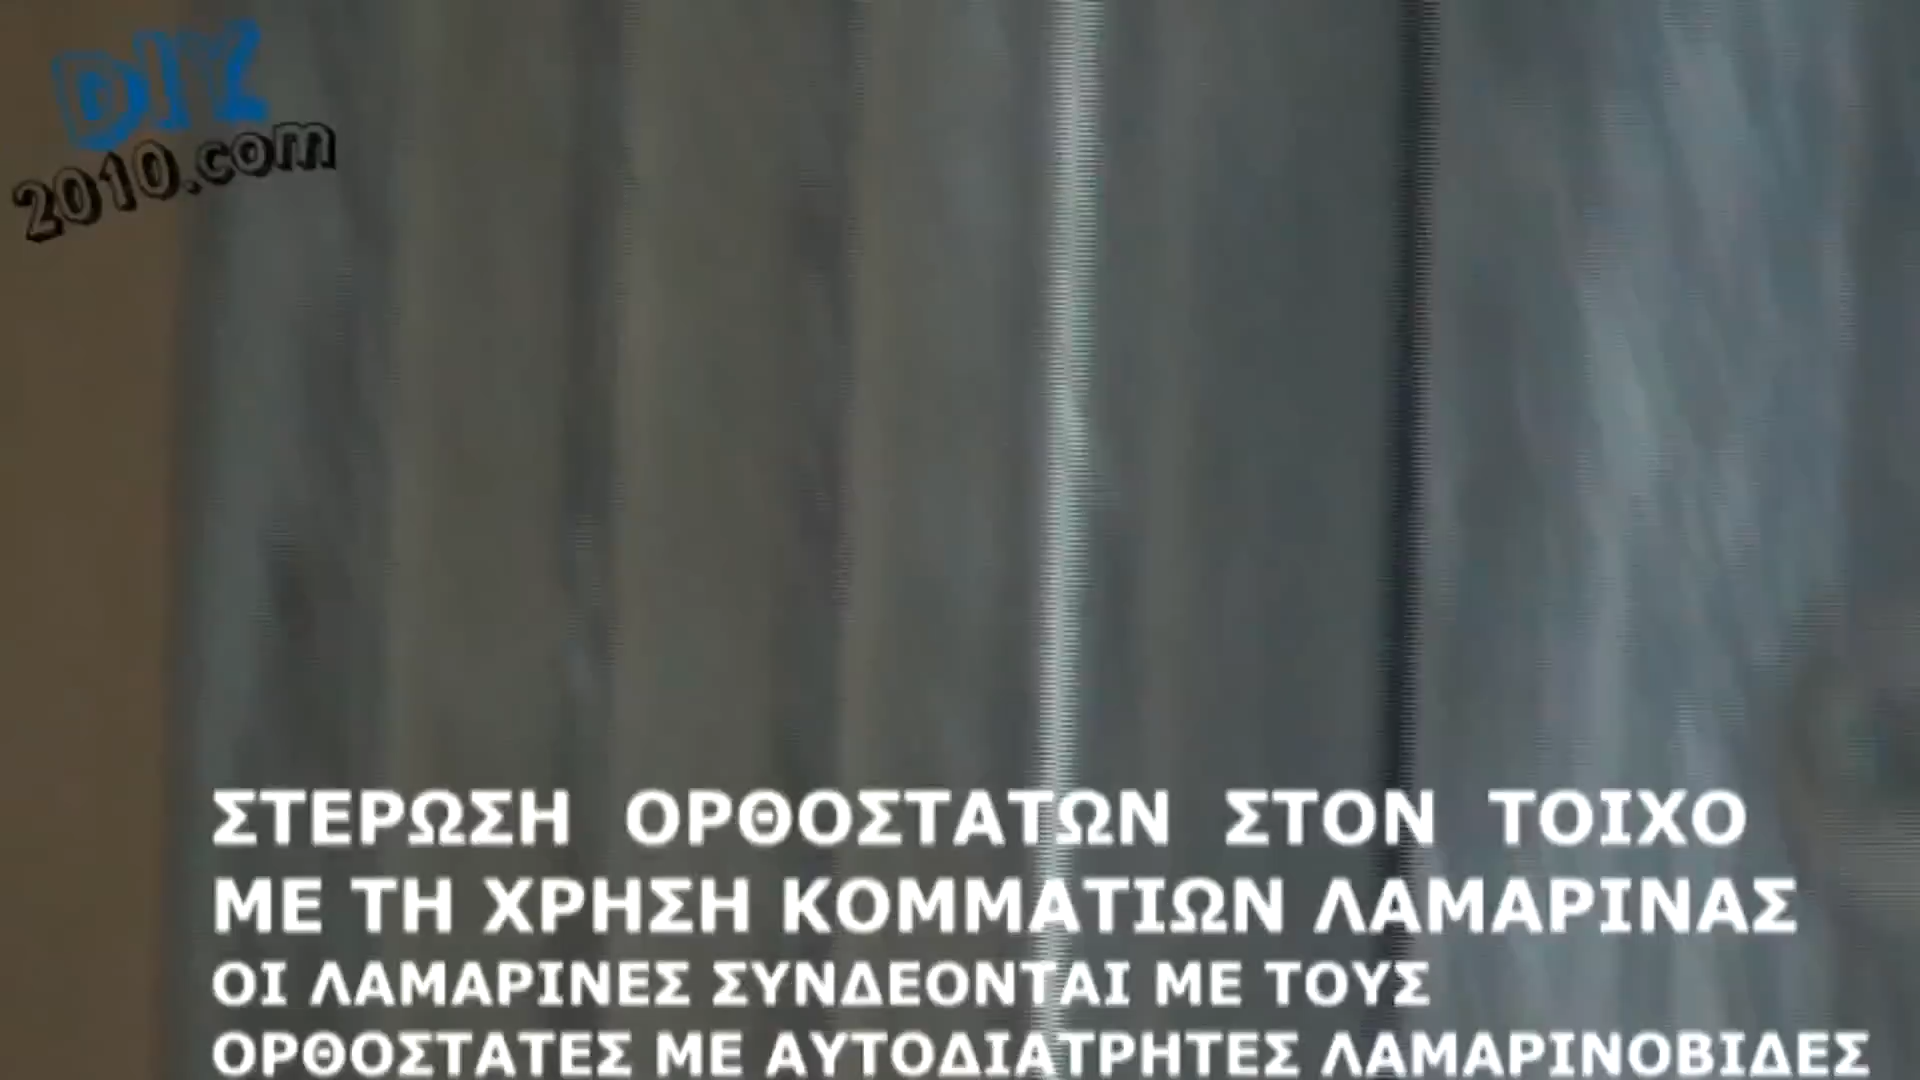 DIY
2010.com
ΣΤΕΡΩΣΗ ΟΡΘΟΣΤΑΤΩΝ ΣΤΟΝ ΤΟΙΧΟ
ΜΕ ΤΗ ΧΡΗΣΗ ΚΟΜΜΑΤΙΩΝ ΛΑΜΑΡΙΝΑΣ
ΟΙ ΛΑΜΑΡΙΝΕΣ ΣΥΝΔΕΟΝΤΑΙ ΜΕ ΤΟΥΣ
ΟΡΘΟΣΤΑΤΕΣ ΜΕ ΑΥΤΟΔΙΑΤΡΗΤΕΣ ΛΑΜΑΡΙΝΟΒΙΔΕΣ